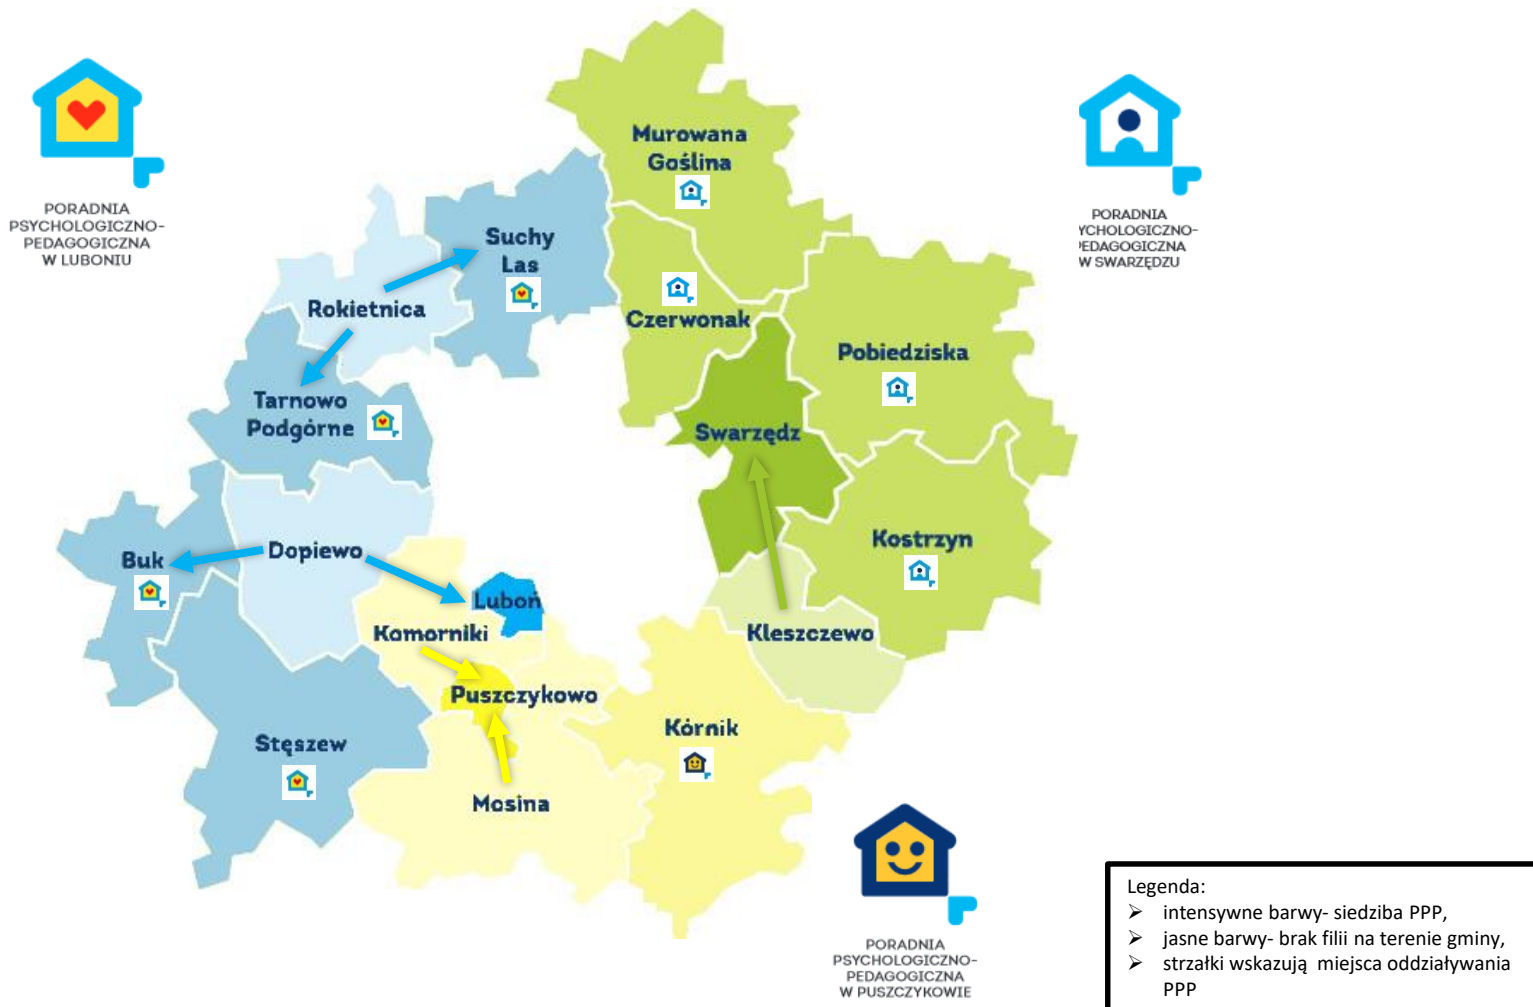 PORADNIA
PSYCHOLOGICZNO-
PEDAGOGICZNA
W LUBONIU
PORADNIA
YCHOLOGICZNO-
EDAGOGICZNA
W SWARZĘDZU
Murowana
Goślina
Suchy
Las
Rokietnica
Czerwonak
Pobiedziska
Tarnowo
Podgórne
Swarzędz
Buk
Dopiewo
Kostrzyn
Luboń
Komorniki
Kleszczewo
Puszczykowo
Kórnik
Stęszew
Mosina
PORADNIA
PSYCHOLOGICZNO-
PEDAGOGICZNA
W PUSZCZYKOWIE
Legenda:
➢ intensywne barwy- siedziba PPP,
➢ jasne barwy- brak filii na terenie gminy,
➢ strzałki wskazują miejsca oddziaływania
PPP